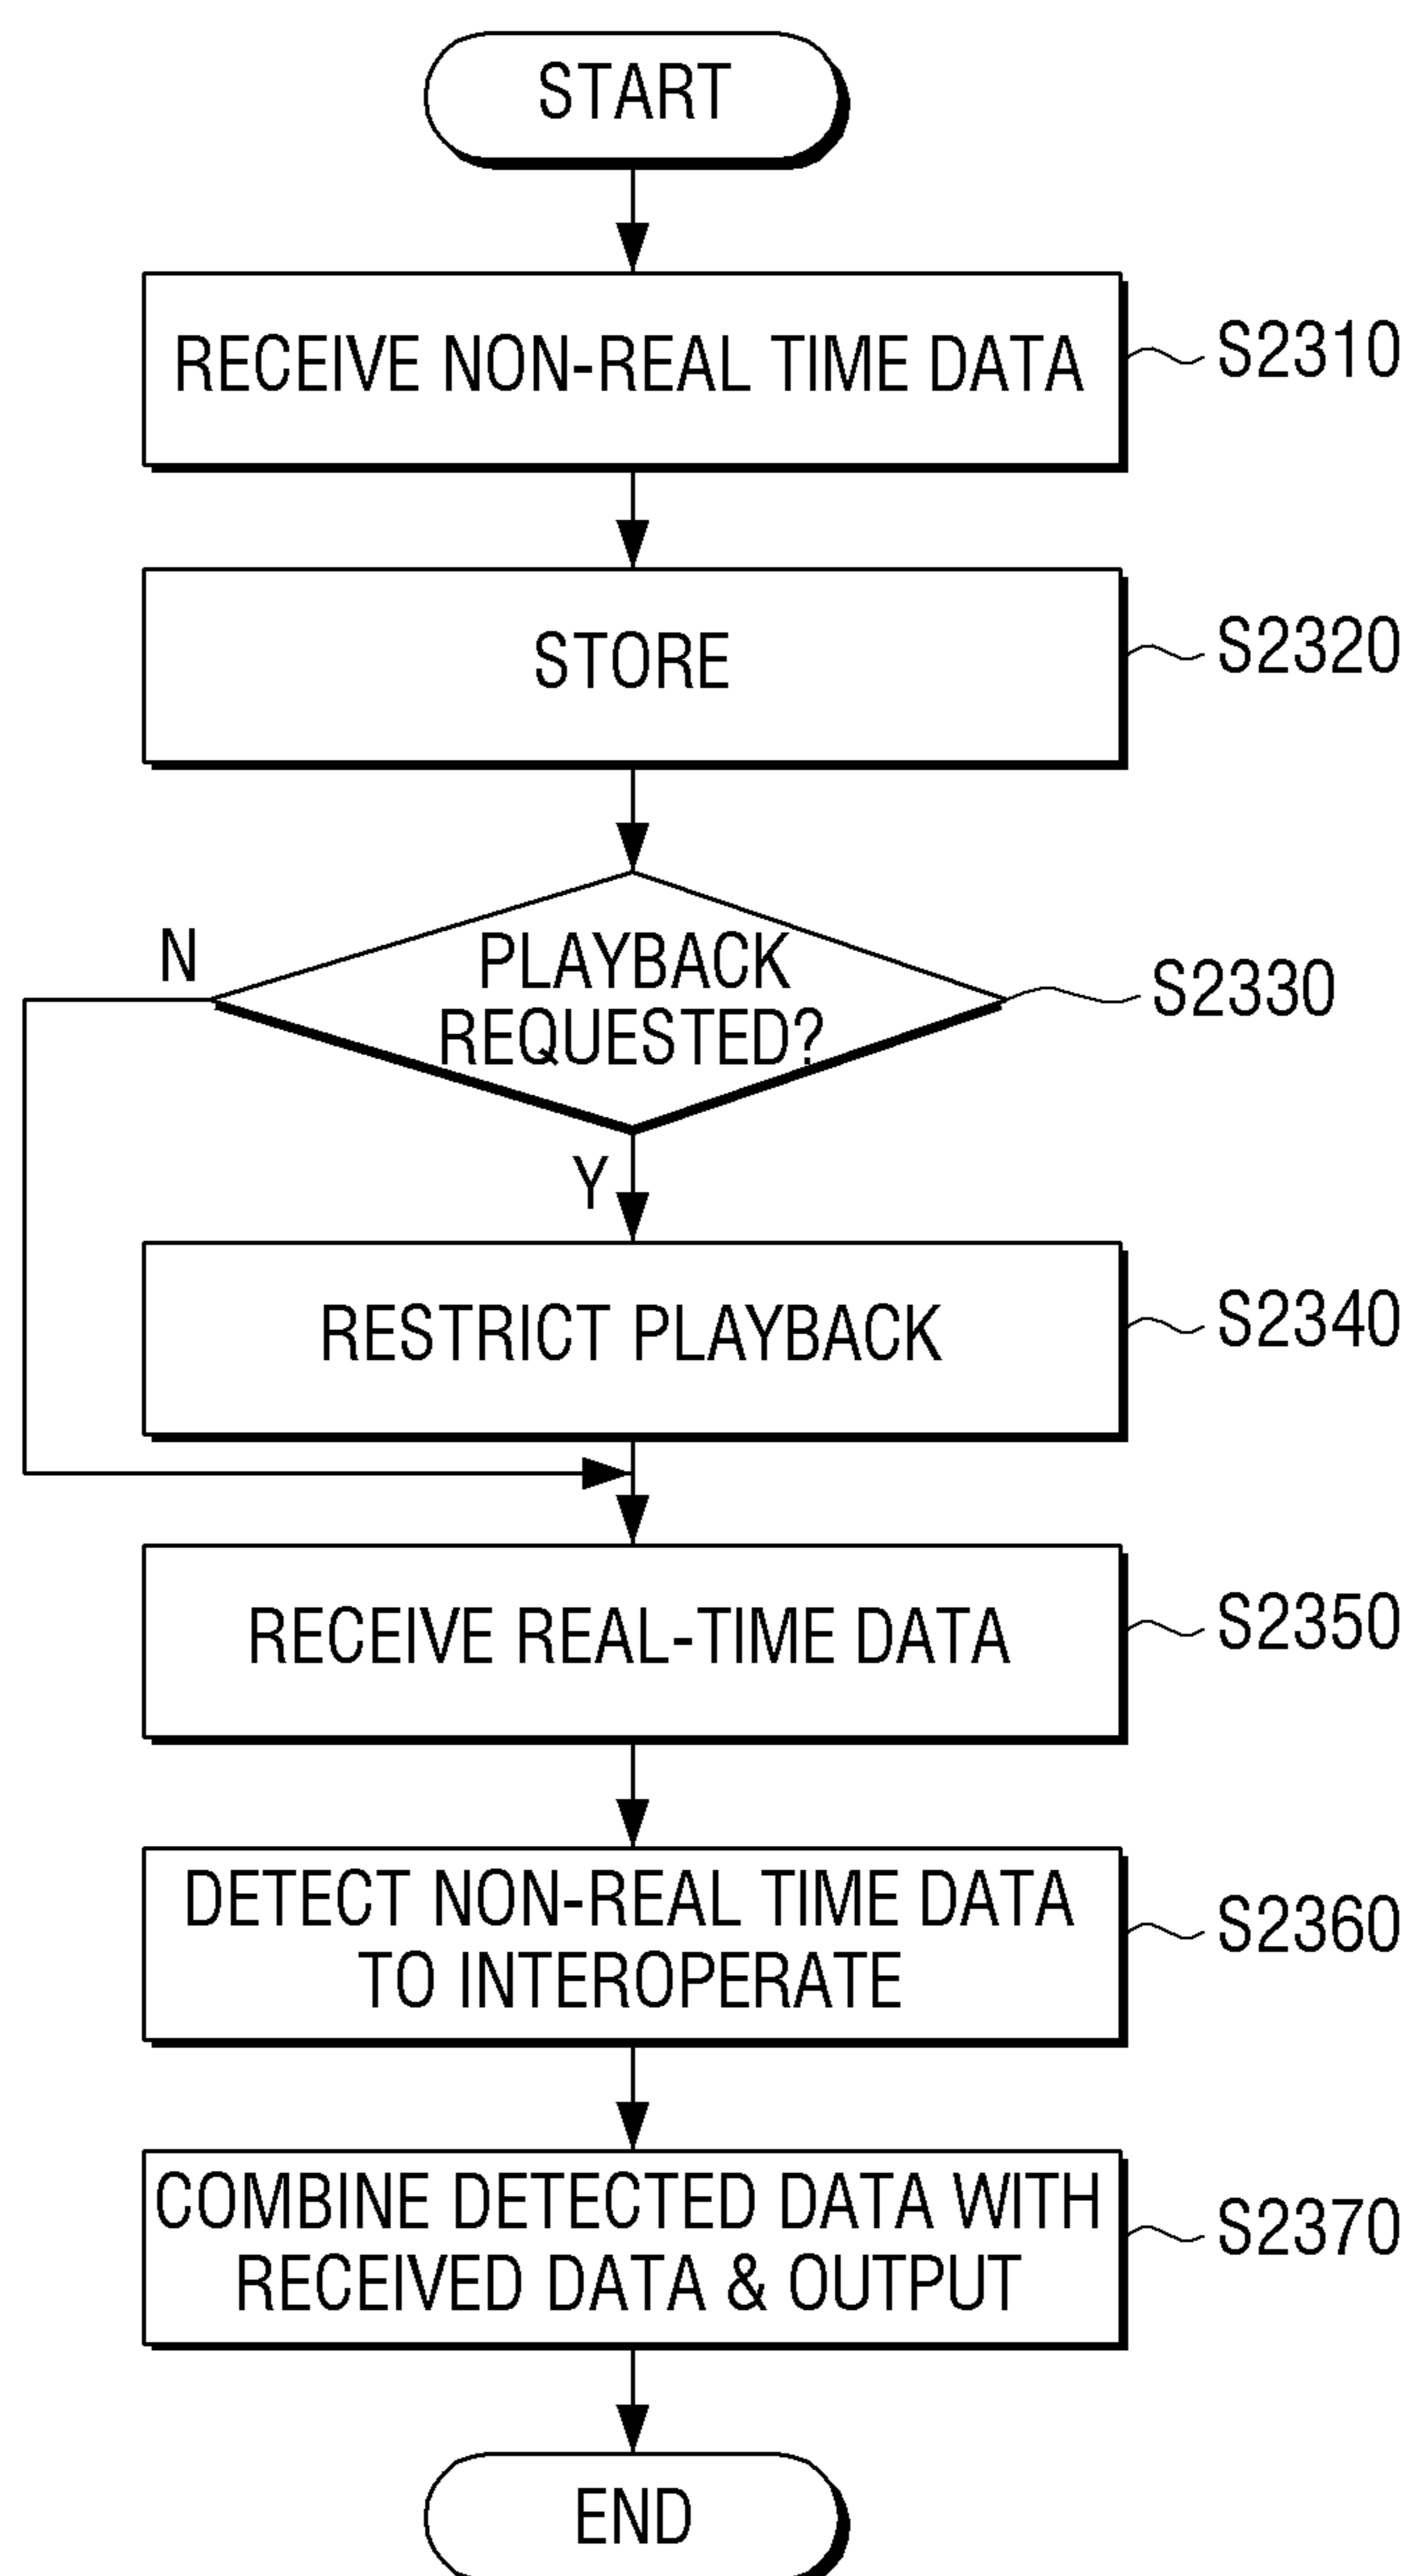 START
RECEIVE NON-REAL TIME DATA
S2310
STORE
S2320
N
PLAYBACK
REQUESTED?
S2330
Y
RESTRICT PLAYBACK
S2340
RECEIVE REAL-TIME DATA
S2350
DETECT NON-REAL TIME DATA
TO INTEROPERATE
S2360
COMBINE DETECTED DATA WITH
RECEIVED DATA & OUTPUT
S2370
END